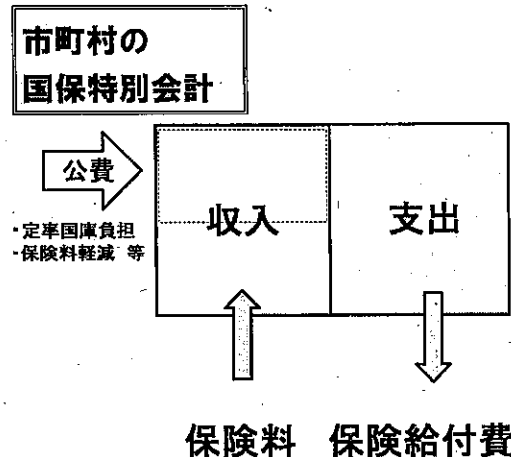 市町村の
国保特別会計
公費
・定率国庫負担
・保険料軽減 等
収入
支出
保険料 保険給付費